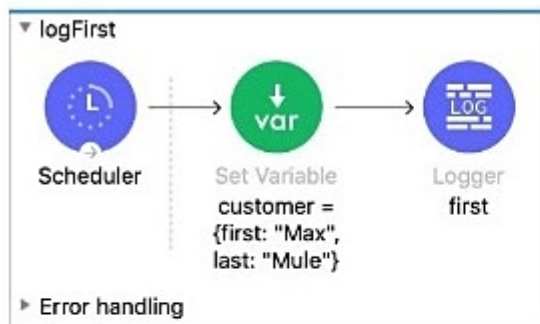 logFirst
L
var
LOG
Scheduler
Set Variable
Logger
customer =
{first: "Max",
last: "Mule"}
first
Error handling